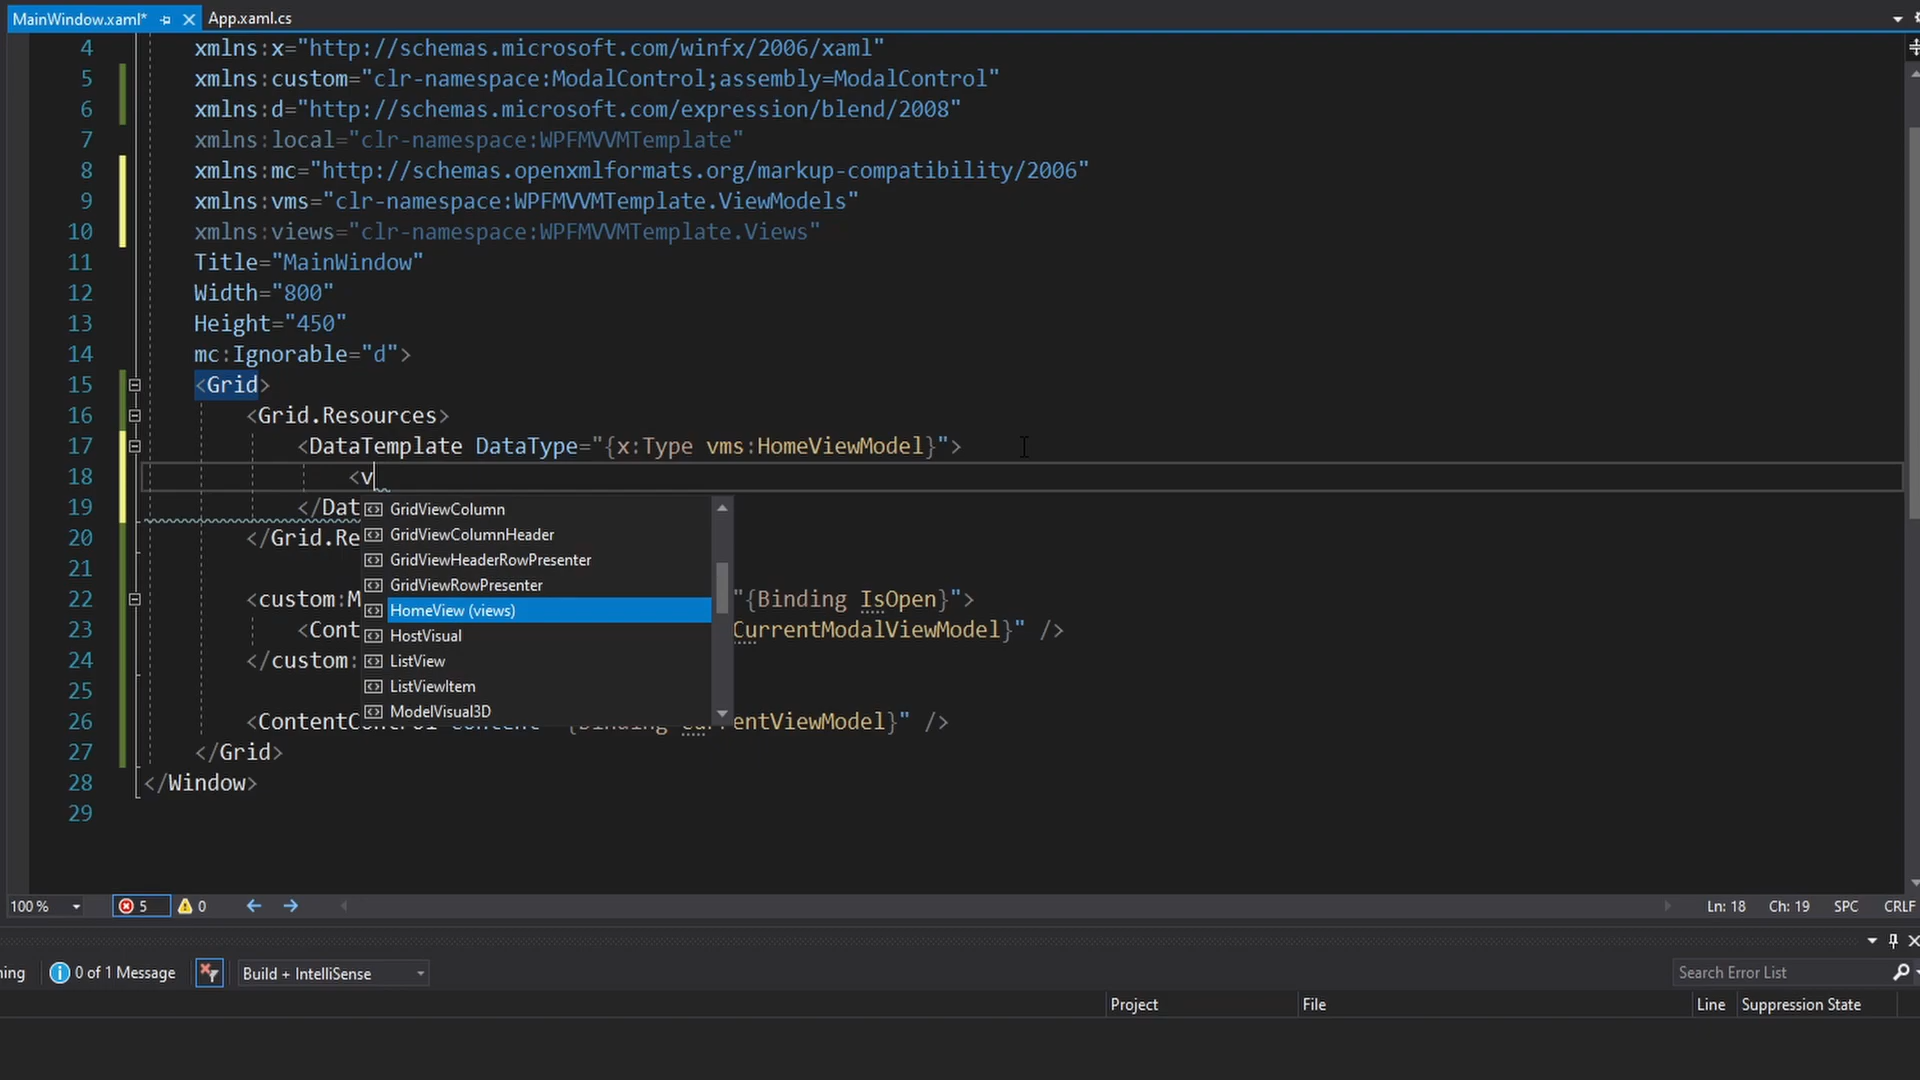 MainWindow.xaml* App.xaml.cs
4 xmlns:x="http://schemas.microsoft.com/winfx/2006/xaml"
5 xmlns:custom="clr-namespace:ModalControl;assembly=ModalControl"
6 xmlns:d="http://schemas.microsoft.com/expression/blend/2008"
7 xmlns:local="clr-namespace:WPFMVVMTemplate"
8 xmlns:mc="http://schemas.openxmlformats.org/markup-compatibility/2006"
9 xmlns:vms="clr-namespace:WPFMVVMTemplate.ViewModels"
10 xmlns:views="clr-namespace:WPFMVVMTemplate.Views"
11 Title="MainWindow"
12 Width="800"
13 Height="450"
14 mc:Ignorable="d">
15 <Grid>
16 <Grid.Resources>
17 <DataTemplate DataType="{x:Type vms:HomeViewModel}">
18 <v
19 </Dat
20 </Grid.Re
21
22 <custom:M "{Binding IsOpen}">
23 <Cont CurrentModalViewModel}" />
24 </custom:
25
26 <ContentControl Content="{Binding CurrentViewModel}" />
27 </Grid>
28 </Window>
29
GridViewColumn
GridViewColumnHeader
GridViewHeaderRowPresenter
GridViewRowPresenter
HomeView (views)
HostVisual
ListView
ListViewItem
ModelVisual3D
100 % 5 0 Ln: 18 Ch: 19 SPC CRLF
ning 0 of 1 Message Build + IntelliSense Search Error List
Project File Line Suppression State